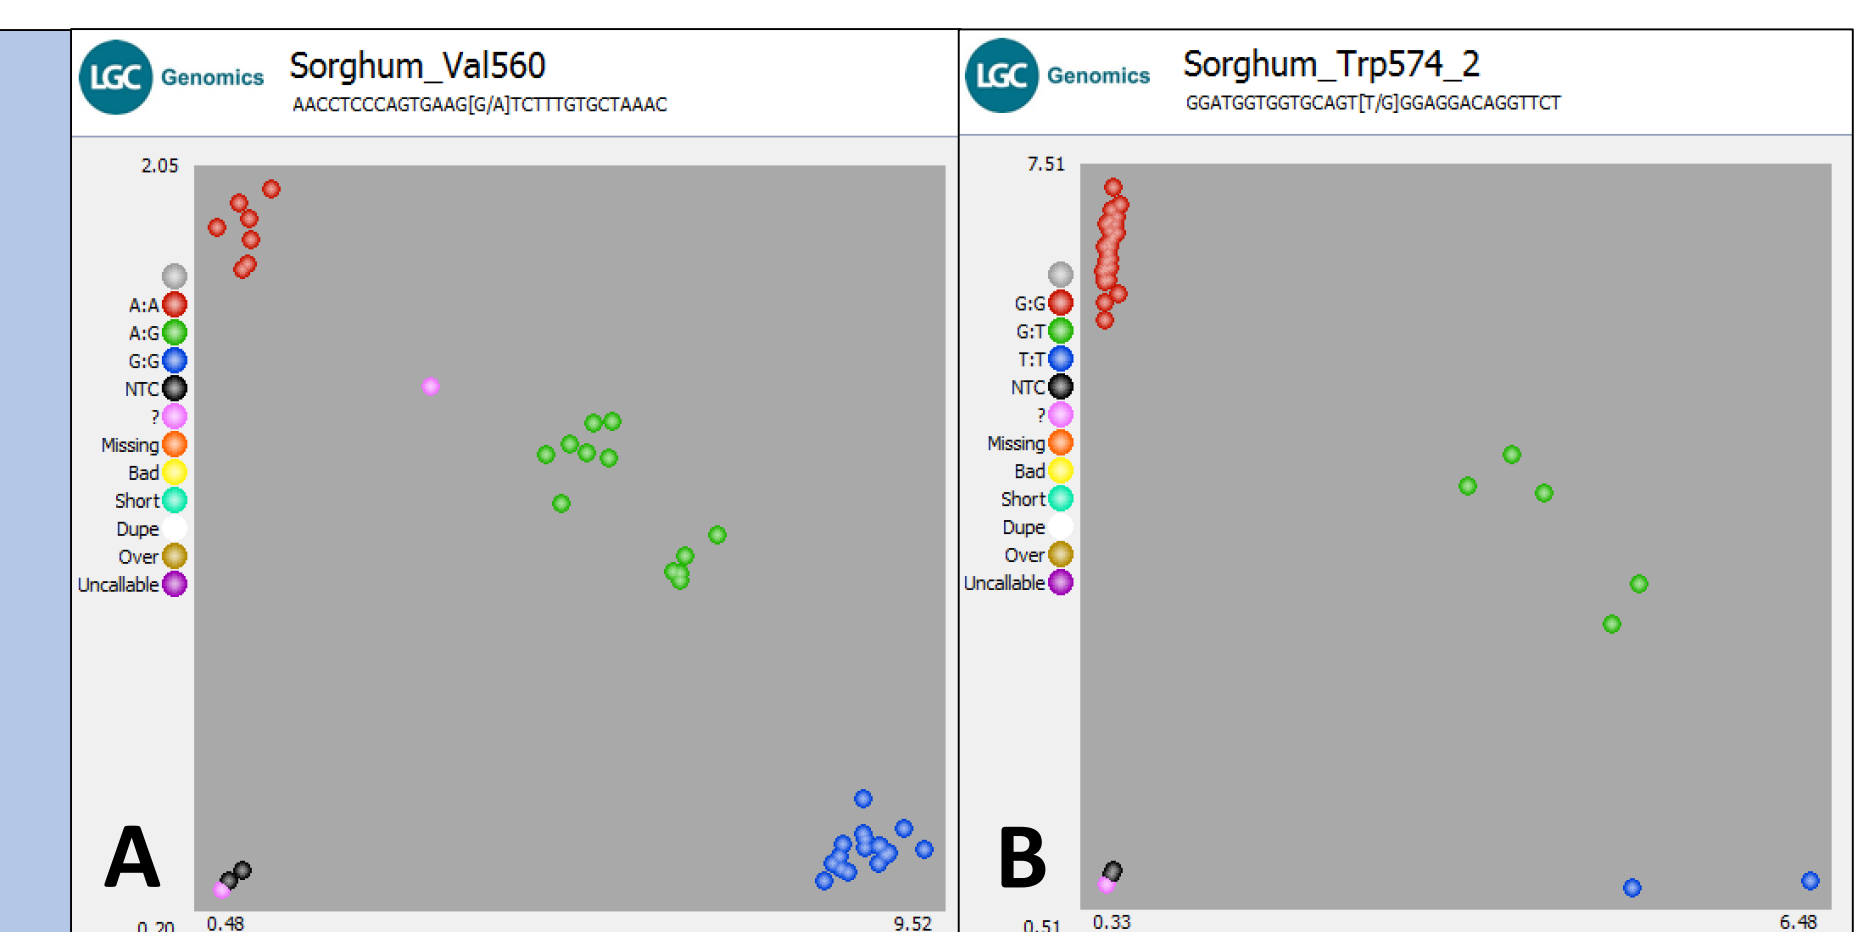 LGC Genomics
Sorghum_Val560
AACCTCCCAGTGAAG[G/A]TCTTTGTGCTAAAC
2.05
A:A
A:G
G:G
NTC
?
Missing
Bad
Short
Dupe
Over
Uncallable
A
0.20
0.48
9.52
LGC Genomics
Sorghum_Trp574_2
GGATGGTGGTGCAGT[T/G]GGAGGACAGGTTCT
7.51
G:G
G:T
T:T
NTC
?
Missing
Bad
Short
Dupe
Over
Uncallable
B
0.51
0.33
6.48